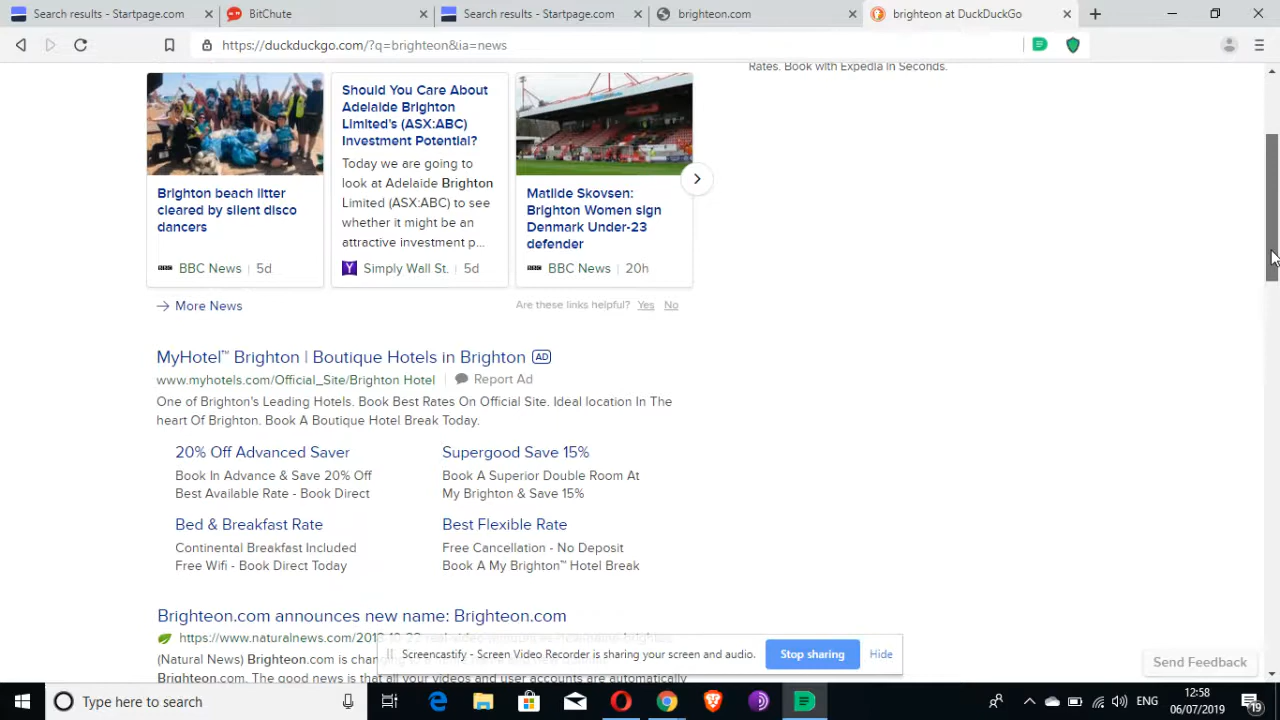 Search results - Startpage.com
BitChute
Search results - Startpage.com
brighteon.com
brighteon at DuckDuckGo
https://duckduckgo.com/?q=brighteon&ia=news
Rates. Book with Expedia In Seconds.
Brighton beach litter
cleared by silent disco
dancers
BBC News
5d
Should You Care About
Adelaide Brighton
Limited's (ASX:ABC)
Investment Potential?
Today we are going to
look at Adelaide Brighton
Limited (ASX:ABC) to see
whether it might be an
attractive investment p...
Simply Wall St.
5d
Matilde Skovsen:
Brighton Women sign
Denmark Under-23
defender
BBC News
20h
More News
Are these links helpful? Yes No
MyHotel™ Brighton | Boutique Hotels in Brighton AD
www.myhotels.com/Official_Site/Brighton Hotel
Report Ad
One of Brighton's Leading Hotels. Book Best Rates On Official Site. Ideal location In The
heart Of Brighton. Book A Boutique Hotel Break Today.
20% Off Advanced Saver
Book In Advance & Save 20% Off
Best Available Rate - Book Direct
Supergood Save 15%
Book A Superior Double Room At
My Brighton & Save 15%
Bed & Breakfast Rate
Continental Breakfast Included
Free Wifi - Book Direct Today
Best Flexible Rate
Free Cancellation - No Deposit
Book A My Brighton™ Hotel Break
Brighteon.com announces new name: Brighteon.com
https://www.naturalnews.com/
(Natural News) Brighteon.com is
Brighteon.com. The good news is that all your videos and user accounts are automatically
Screencastify - Screen Video Recorder is sharing your screen and audio.
Stop sharing
Hide
Send Feedback
Type here to search
ENG
12:58
06/07/2019
19